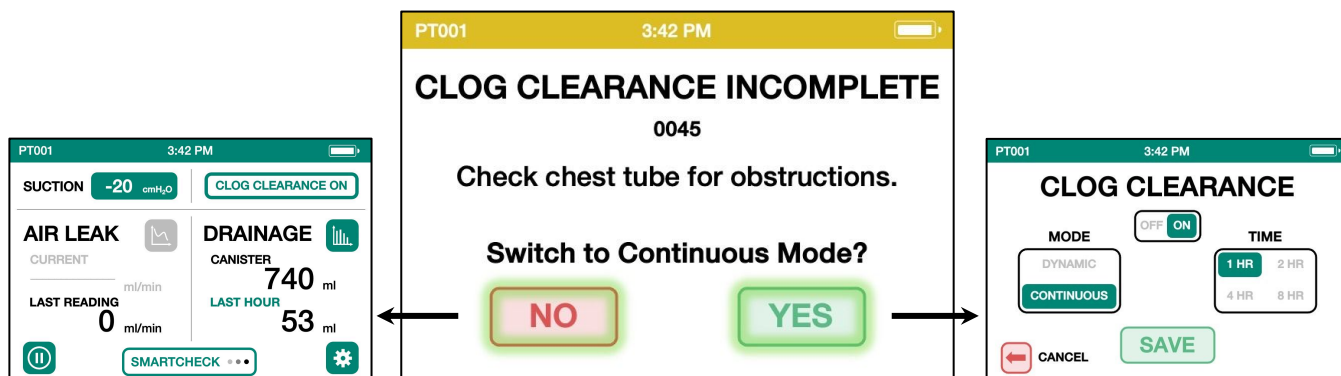 PT001 3:42 PM
SUCTION -20 cmH₂O CLOG CLEARANCE ON
AIR LEAK DRAINAGE
CURRENT CANISTER
ml/min 740 ml
LAST READING LAST HOUR
0 ml/min 53 ml
SMARTCHECK
PT001 3:42 PM
CLOG CLEARANCE INCOMPLETE
0045
Check chest tube for obstructions.
Switch to Continuous Mode?
NO YES
PT001 3:42 PM
CLOG CLEARANCE
OFF ON
MODE TIME
DYNAMIC 1 HR 2 HR
CONTINUOUS 4 HR 8 HR
CANCEL SAVE